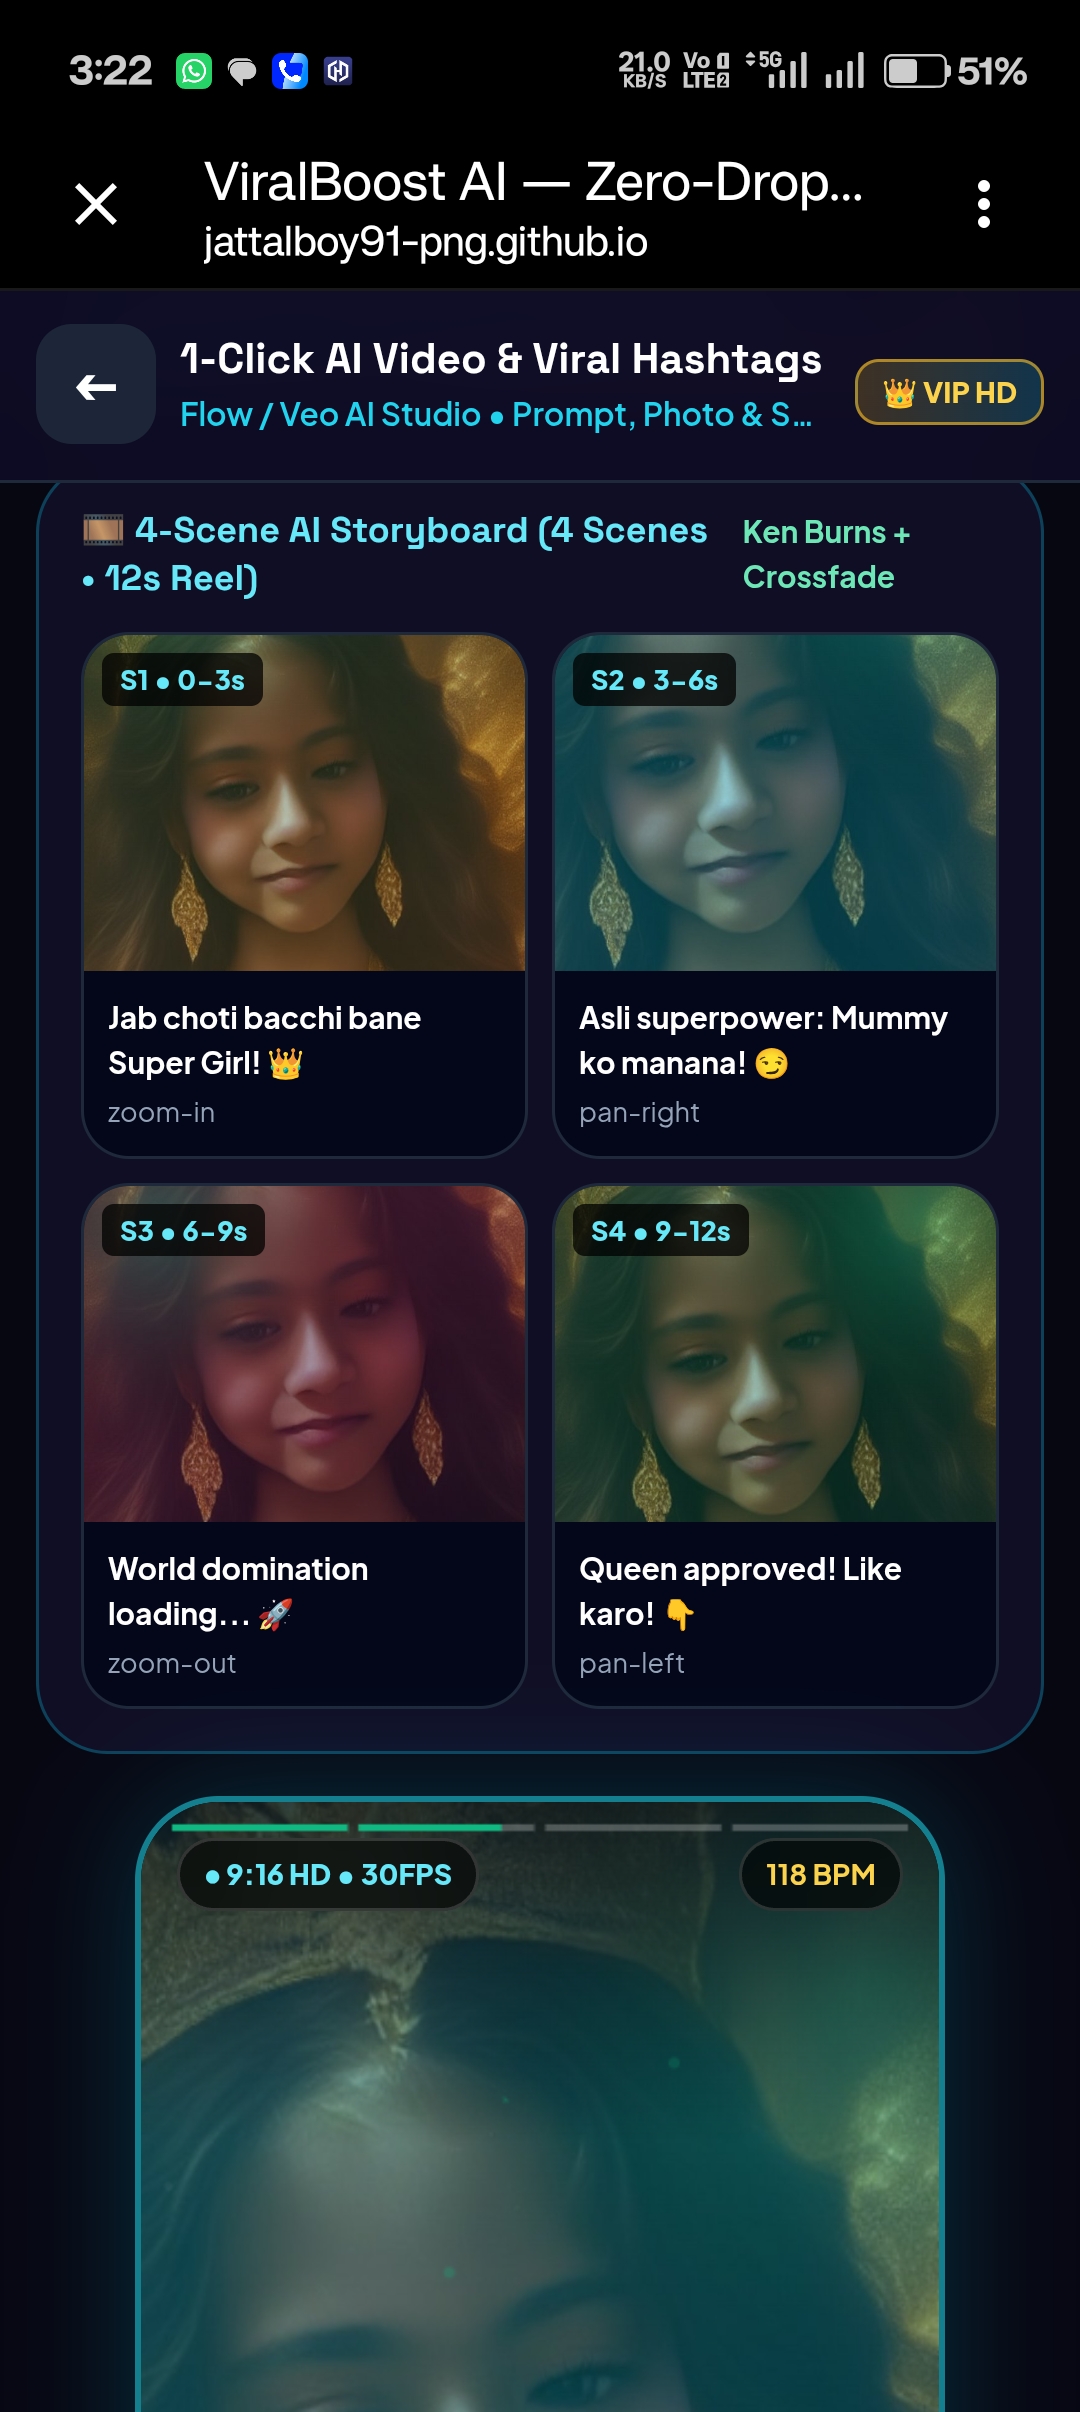 3:22
21.0 KB/S
Vo 1 LTE2
5G
51%
ViralBoost AI — Zero-Drop...
jattalboy91-png.github.io
1-Click AI Video & Viral Hashtags
Flow / Veo AI Studio • Prompt, Photo & S...
👑 VIP HD
🎞️ 4-Scene AI Storyboard (4 Scenes
• 12s Reel)
Ken Burns +
Crossfade
S1 • 0-3s
Jab choti bacchi bane
Super Girl! 👑
zoom-in
S2 • 3-6s
Asli superpower: Mummy
ko manana! 😏
pan-right
S3 • 6-9s
World domination
loading... 🚀
zoom-out
S4 • 9-12s
Queen approved! Like
karo! 👇
pan-left
• 9:16 HD • 30FPS
118 BPM